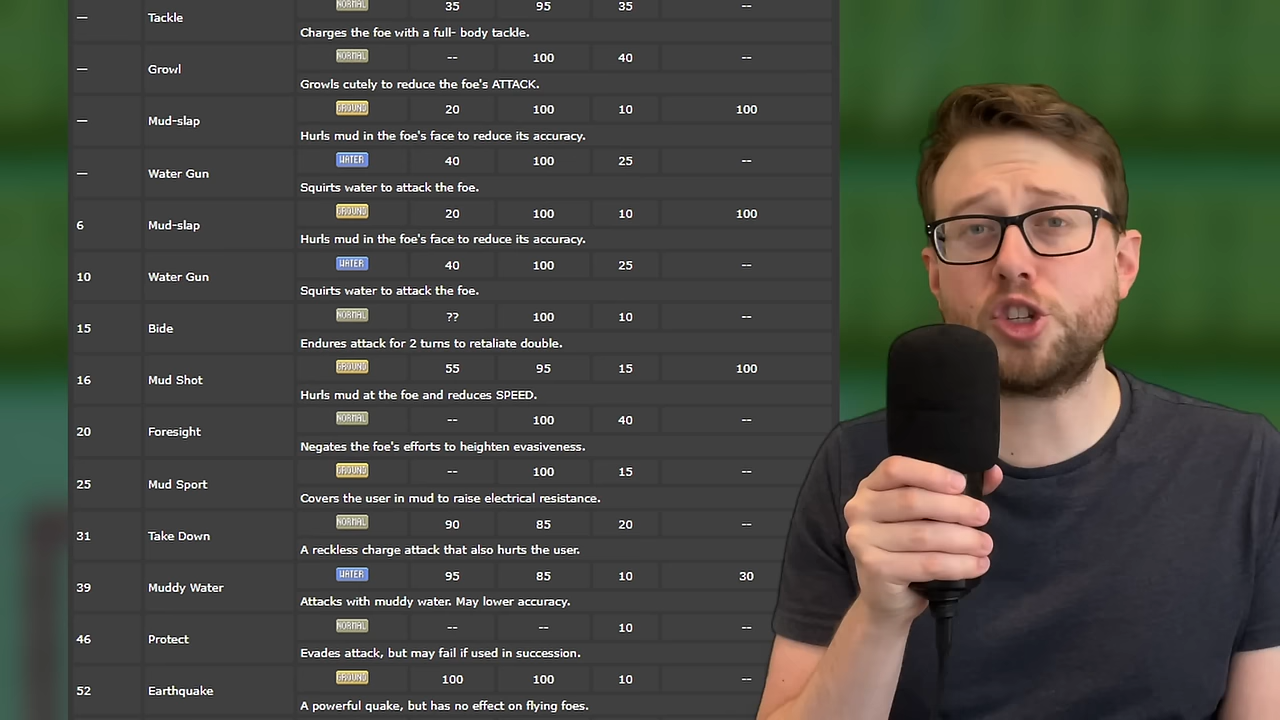 — Tackle NORMAL 35 95 35 --
Charges the foe with a full- body tackle.
— Growl NORMAL -- 100 40 --
Growls cutely to reduce the foe's ATTACK.
— Mud-slap GROUND 20 100 10 100
Hurls mud in the foe's face to reduce its accuracy.
— Water Gun WATER 40 100 25 --
Squirts water to attack the foe.
6 Mud-slap GROUND 20 100 10 100
Hurls mud in the foe's face to reduce its accuracy.
10 Water Gun WATER 40 100 25 --
Squirts water to attack the foe.
15 Bide NORMAL ?? 100 10 --
Endures attack for 2 turns to retaliate double.
16 Mud Shot GROUND 55 95 15 100
Hurls mud at the foe and reduces SPEED.
20 Foresight NORMAL -- 100 40 --
Negates the foe's efforts to heighten evasiveness.
25 Mud Sport GROUND -- 100 15 --
Covers the user in mud to raise electrical resistance.
31 Take Down NORMAL 90 85 20 --
A reckless charge attack that also hurts the user.
39 Muddy Water WATER 95 85 10 30
Attacks with muddy water. May lower accuracy.
46 Protect NORMAL -- -- 10 --
Evades attack, but may fail if used in succession.
52 Earthquake GROUND 100 100 10 --
A powerful quake, but has no effect on flying foes.